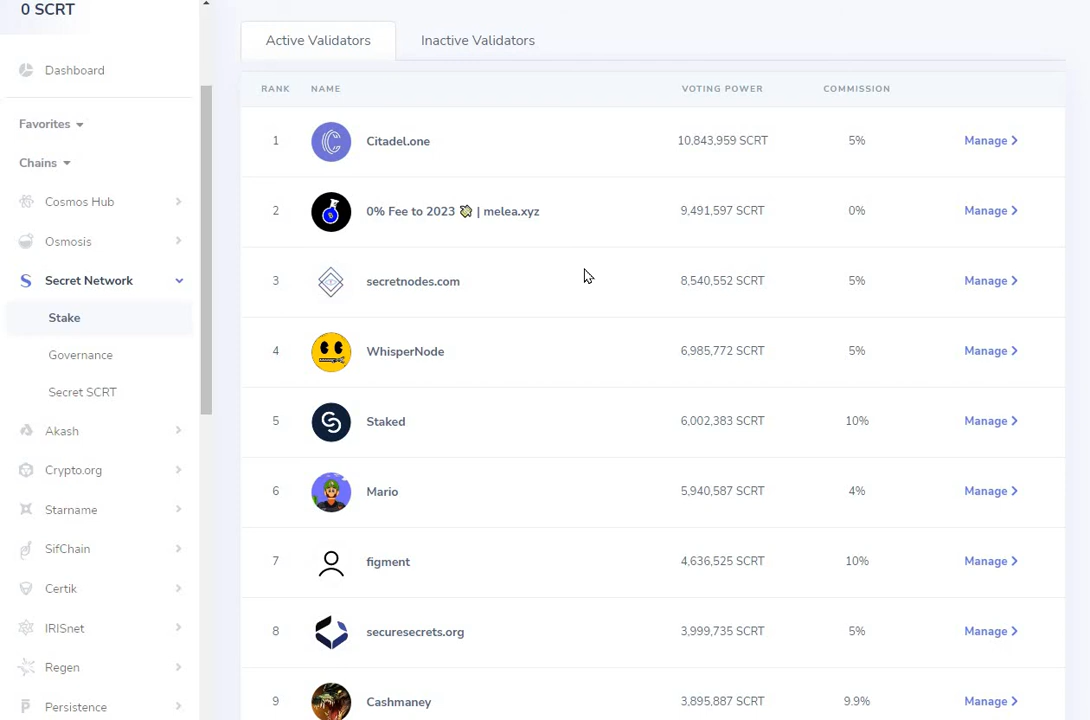 0 SCRT
Dashboard
Favorites
Chains
Cosmos Hub
Osmosis
Secret Network
Stake
Governance
Secret SCRT
Akash
Crypto.org
Starname
SifChain
Certik
IRISnet
Regen
Persistence
Active Validators Inactive Validators
RANK NAME VOTING POWER COMMISSION
1 Citadel.one 10,843,959 SCRT 5% Manage
2 0% Fee to 2023 | melea.xyz 9,491,597 SCRT 0% Manage
3 secretnodes.com 8,540,552 SCRT 5% Manage
4 WhisperNode 6,985,772 SCRT 5% Manage
5 Staked 6,002,383 SCRT 10% Manage
6 Mario 5,940,587 SCRT 4% Manage
7 figment 4,636,525 SCRT 10% Manage
8 securesecrets.org 3,999,735 SCRT 5% Manage
9 Cashmaney 3,895,887 SCRT 9.9% Manage